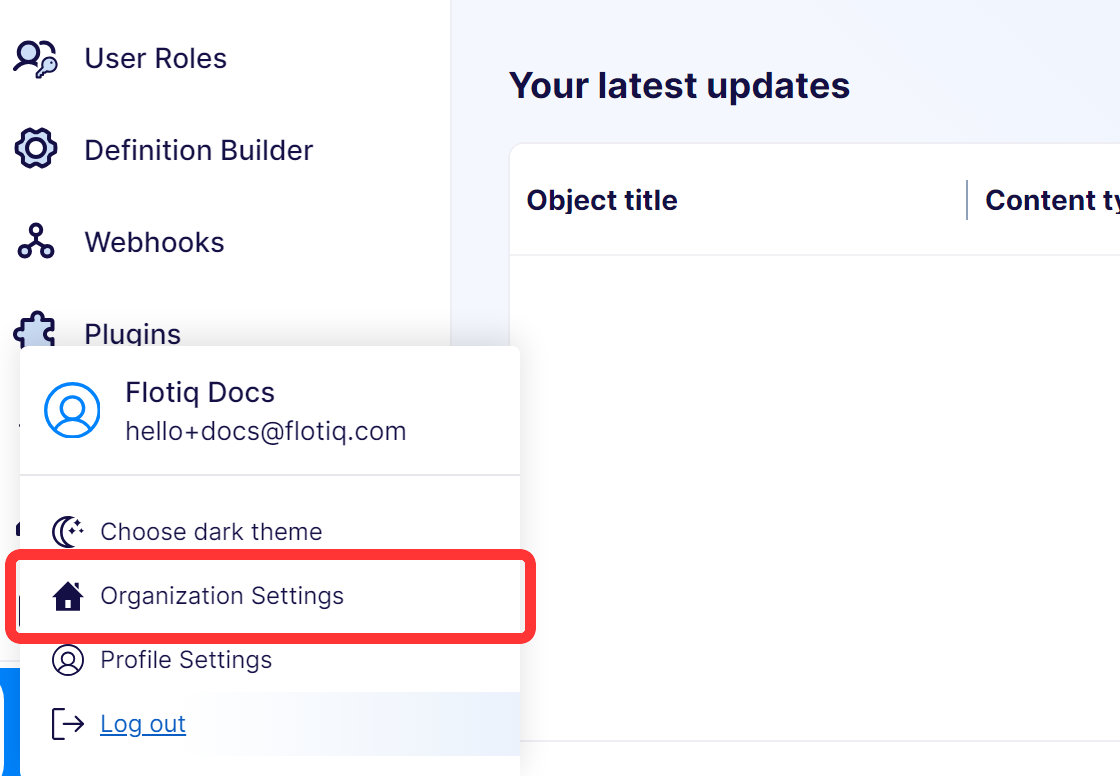 User Roles
Definition Builder
Webhooks
Plugins
Flotiq Docs
hello+docs@flotiq.com
Choose dark theme
Organization Settings
Profile Settings
Log out
Your latest updates
Object title
Content ty